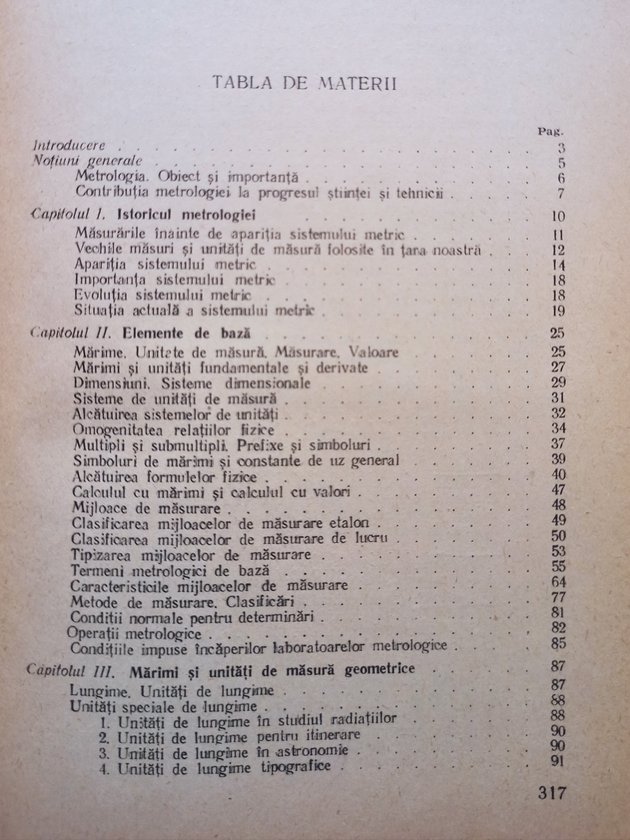 TABLA DE MATERII
Pag.
Introducere . . . . . . . . . . . . . . . 3
Noțiuni generale . . . . . . . . . . . . . . . 5
Metrologia. Obiect și importanță . . . . . . . . . . 6
Contribuția metrologiei la progresul științei și tehnicii . . . . 7
Capitolul I. Istoricul metrologiei . . . . . . . . . . 10
Măsurările înainte de apariția sistemului metric . . . . . 11
Vechile măsuri și unități de măsură folosite în țara noastră . . . 12
Apariția sistemului metric . . . . . . . . . . 14
Importanța sistemului metric . . . . . . . . . . 18
Evoluția sistemului metric . . . . . . . . . . 18
Situația actuală a sistemului metric . . . . . . . . . 19
Capitolul II. Elemente de bază . . . . . . . . . . 25
Mărime. Unitate de măsură. Măsurare. Valoare . . . . . 25
Mărimi și unități fundamentale și derivate . . . . . . . 27
Dimensiuni. Sisteme dimensionale . . . . . . . . . 29
Sisteme de unități de măsură . . . . . . . . . . 31
Alcătuirea sistemelor de unități . . . . . . . . . . 32
Omogenitatea relațiilor fizice . . . . . . . . . . 34
Multipli și submultipli. Prefixe și simboluri . . . . . . . 37
Simboluri de mărimi și constante de uz general . . . . . 39
Alcătuirea formulelor fizice . . . . . . . . . . 40
Calculul cu mărimi și calculul cu valori . . . . . . . . 47
Mijloace de măsurare . . . . . . . . . . . . 48
Clasificarea mijloacelor de măsurare etalon . . . . . . . 49
Clasificarea mijloacelor de măsurare de lucru . . . . . . 50
Tipizarea mijloacelor de măsurare . . . . . . . . . 53
Termeni metrologici de bază . . . . . . . . . . 55
Caracteristicile mijloacelor de măsurare . . . . . . . . 64
Metode de măsurare. Clasificări . . . . . . . . . . 77
Conditii normale pentru determinări . . . . . . . . . 81
Operații metrologice . . . . . . . . . . . . 82
Condițiile impuse încăperilor laboratoarelor metrologice . . . . 85
Capitolul III. Mărimi și unități de măsură geometrice . . . . . 87
Lungime. Unități de lungime . . . . . . . . . . 87
Unități speciale de lungime . . . . . . . . . . 88
1. Unități de lungime în studiul radiațiilor . . . . . . 88
2. Unități de lungime pentru itinerare . . . . . . . 90
3. Unități de lungime în astronomie . . . . . . . 90
4. Unități de lungime tipografice . . . . . . . . 91
317